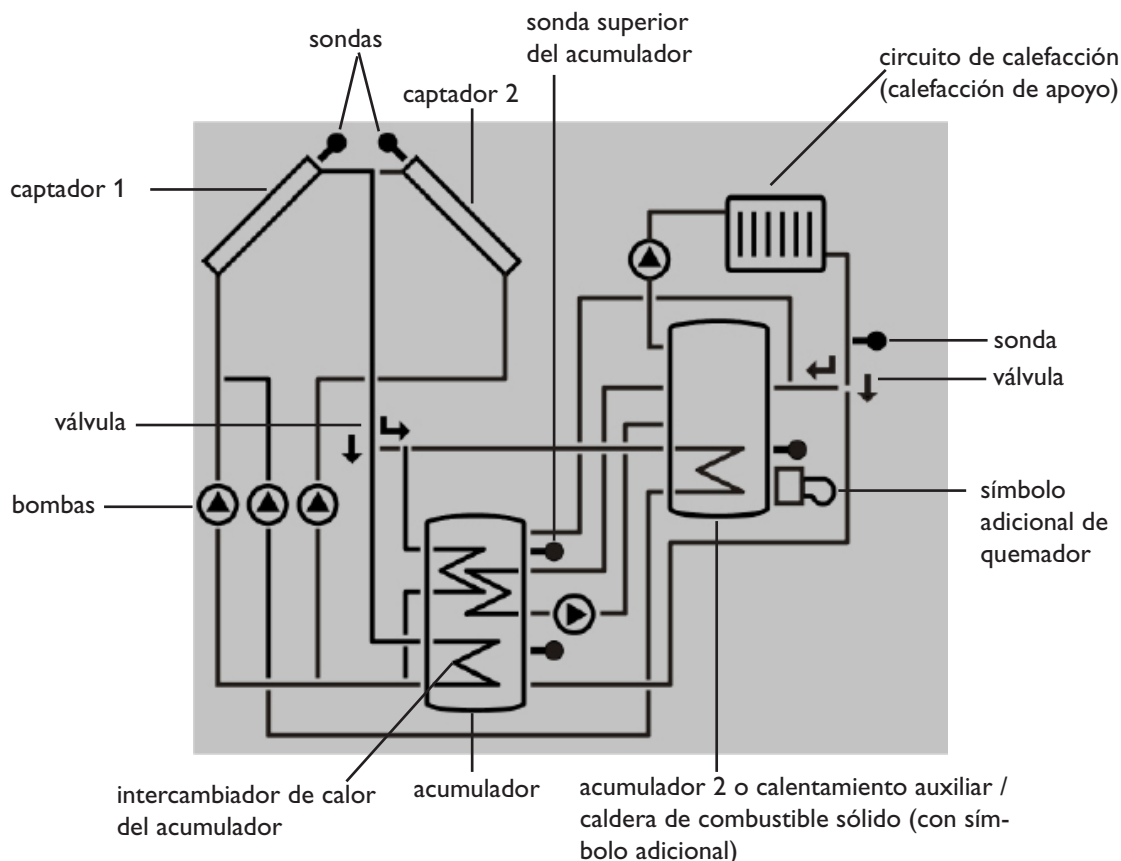 sondas
sonda superior
del acumulador
captador 2
circuito de calefacción
(calefacción de apoyo)
captador 1
sonda
válvula
válvula
bombas
símbolo
adicional de
quemador
intercambiador de calor
del acumulador
acumulador
acumulador 2 o calentamiento auxiliar /
caldera de combustible sólido (con sím-
bolo adicional)